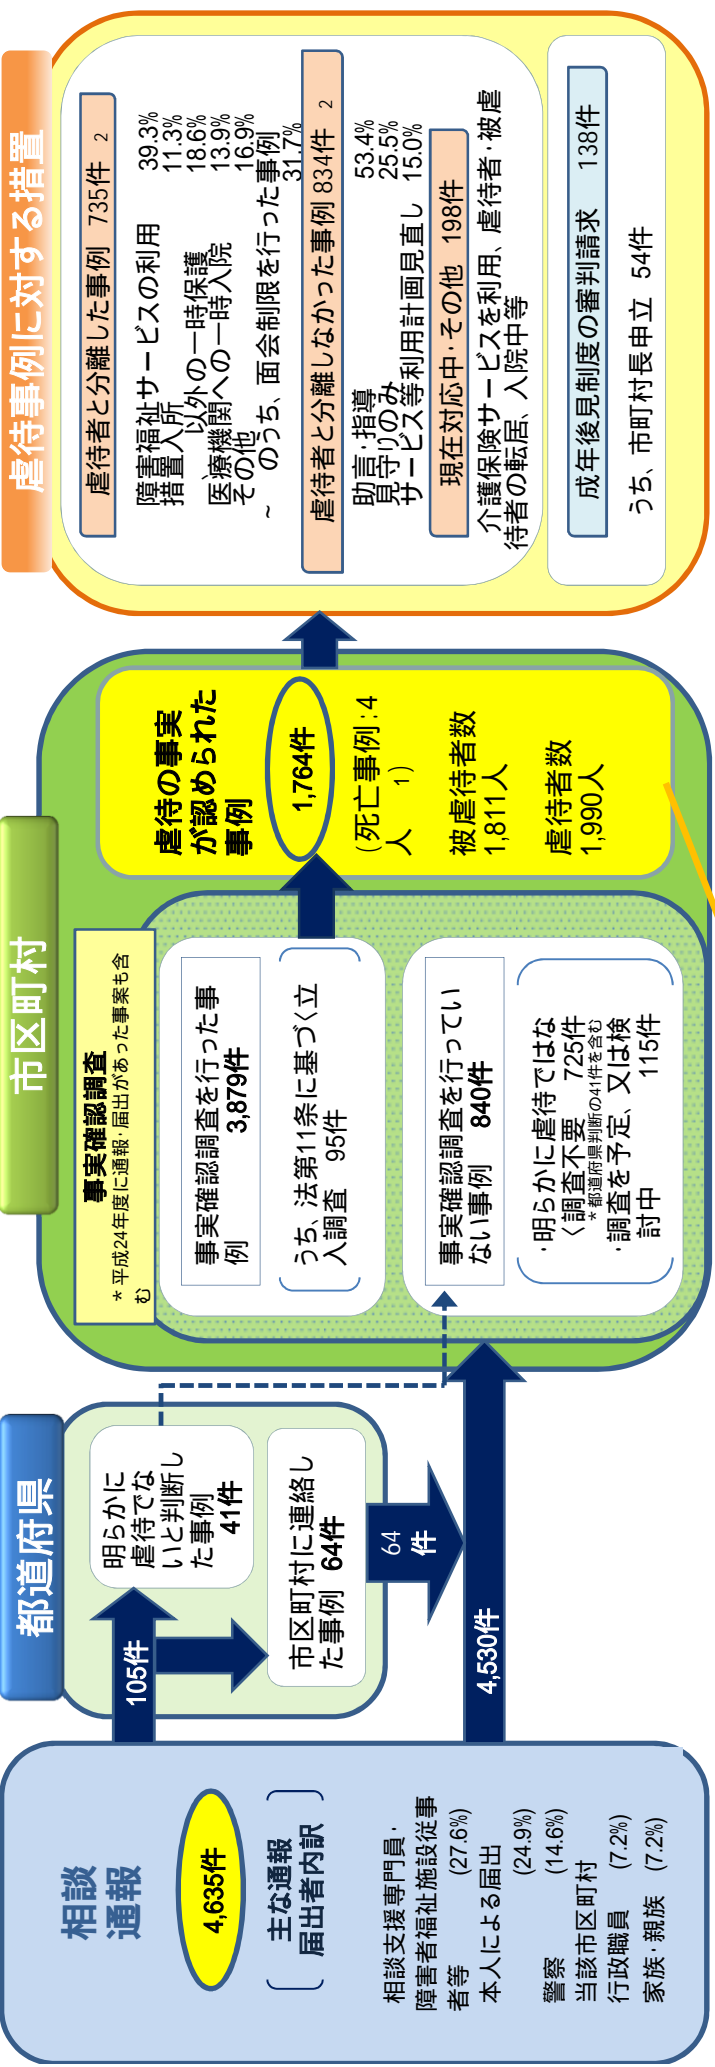 相談
通報
4,635件
主な通報
届出者内訳
相談支援専門員・
障害者福祉施設従事
者等 (27.6%)
本人による届出
(24.9%)
警察 (14.6%)
当該市区町村
行政職員 (7.2%)
家族・親族 (7.2%)
都道府県
105件
明らかに
虐待でな
いと判断し
た事例
41件
市区町村に連絡し
た事例 64件
64
件
4,530件
市区町村
事実確認調査
*平成24年度に通報・届出があった事案も含
む
事実確認調査を行った事
例 3,879件
うち、法第11条に基づく立
入調査 95件
事実確認調査を行ってい
ない事例 840件
・明らかに虐待ではな
く調査不要 725件
*都道府県判断の41件を含む
・調査を予定、又は検
討中 115件
虐待の事実
が認められた
事例
1,764件
(死亡事例:4
人 1)
被虐待者数
1,811人
虐待者数
1,990人
虐待事例に対する措置
虐待者と分離した事例 735件 2
障害福祉サービスの利用 39.3%
措置入所 11.3%
、 以外の一時保護 18.6%
医療機関への一時入院 13.9%
その他 16.9%
~ のうち、面会制限を行った事例
31.7%
虐待者と分離しなかった事例 834件 2
助言・指導 53.4%
見守りのみ 25.5%
サービス等利用計画見直し 15.0%
現在対応中・その他 198件
介護保険サービスを利用、虐待者・被虐
待者の転居、入院中等
成年後見制度の審判請求 138件
うち、市町村長申立 54件